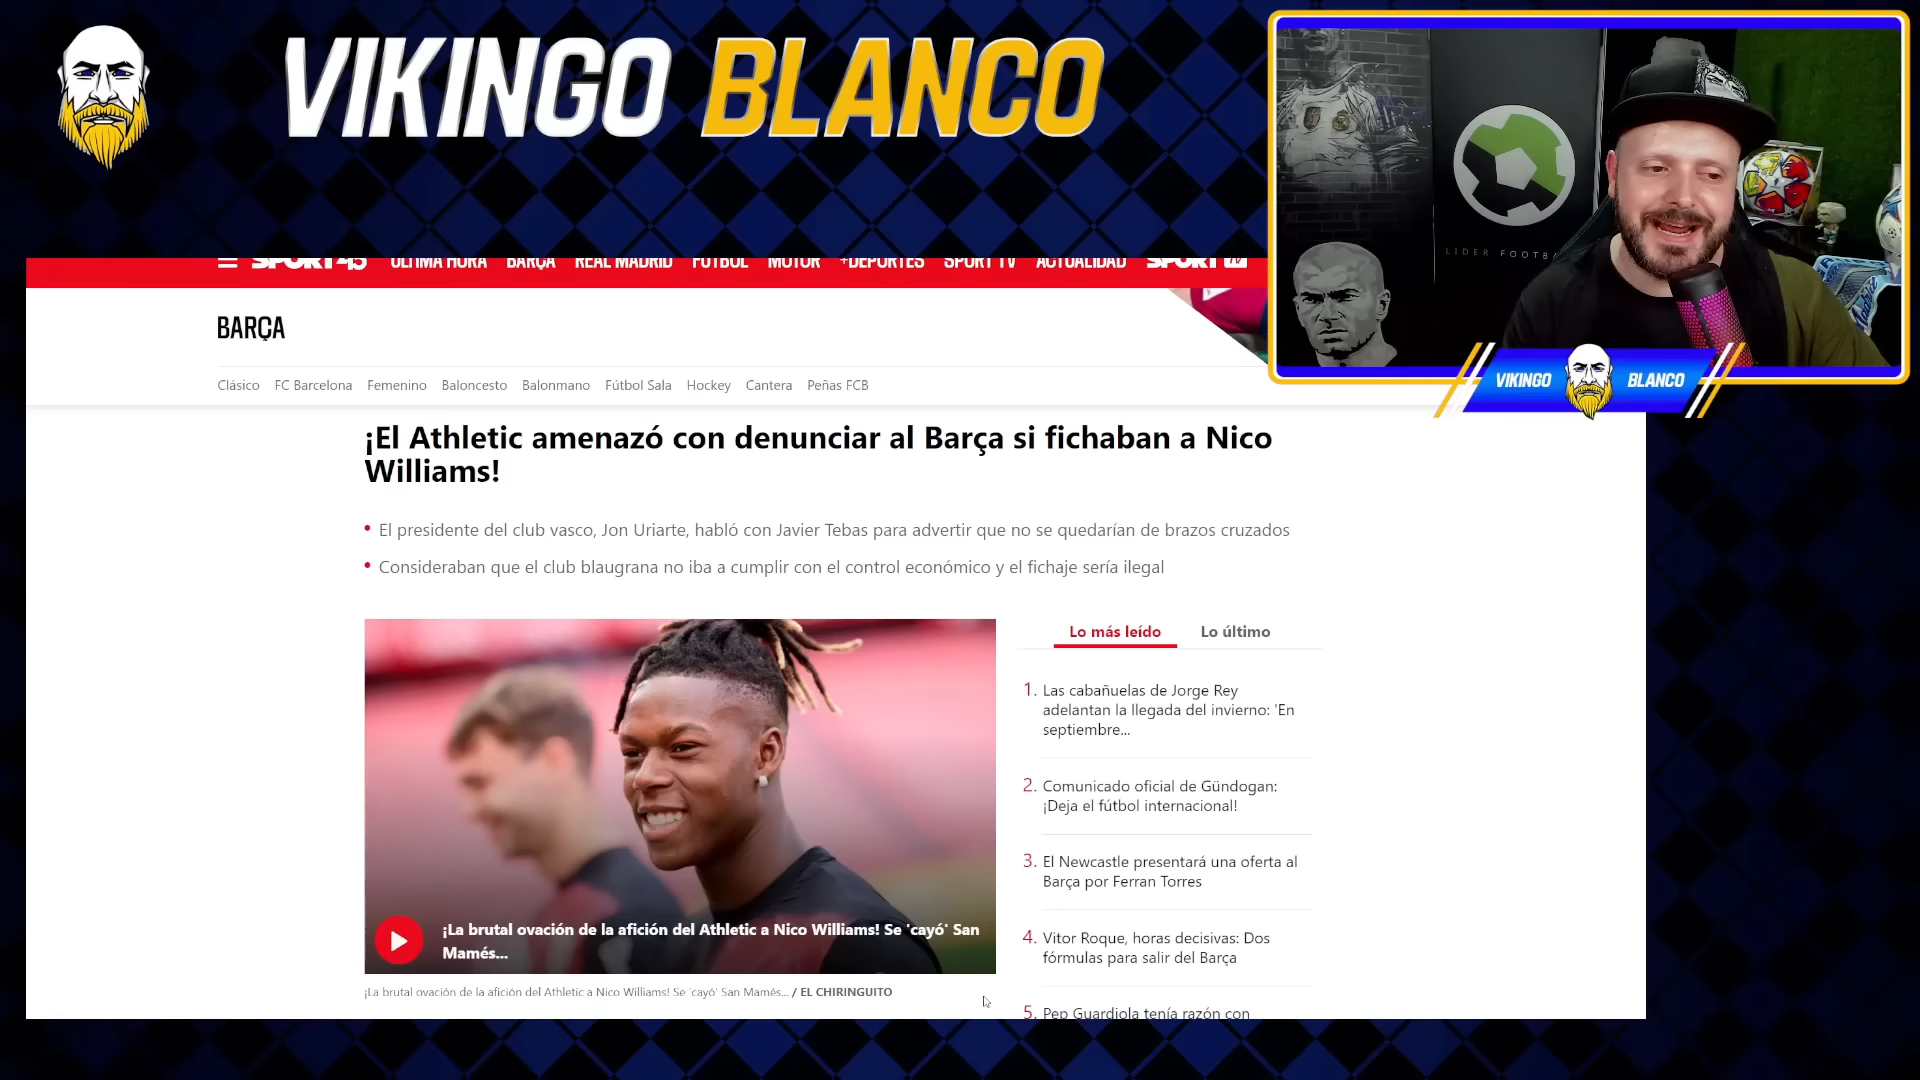 VIKINGO BLANCO
SPORT 45 ÚLTIMA HORA BARÇA REAL MADRID FÚTBOL MOTOR +DEPORTES SPORT TV ACTUALIDAD SPORT TV
BARÇA
Clásico FC Barcelona Femenino Baloncesto Balonmano Fútbol Sala Hockey Cantera Peñas FCB
LIDER FOOTBA
Madrid
VIKINGO BLANCO
¡El Athletic amenazó con denunciar al Barça si fichaban a Nico
Williams!
• El presidente del club vasco, Jon Uriarte, habló con Javier Tebas para advertir que no se quedarían de brazos cruzados
• Consideraban que el club blaugrana no iba a cumplir con el control económico y el fichaje sería ilegal
¡La brutal ovación de la afición del Athletic a Nico Williams! Se 'cayó' San
Mamés...
¡La brutal ovación de la afición del Athletic a Nico Williams! Se 'cayó' San Mamés... / EL CHIRINGUITO
Lo más leído Lo último
1. Las cabañuelas de Jorge Rey
adelantan la llegada del invierno: 'En
septiembre...
2. Comunicado oficial de Gündogan:
¡Deja el fútbol internacional!
3. El Newcastle presentará una oferta al
Barça por Ferran Torres
4. Vitor Roque, horas decisivas: Dos
fórmulas para salir del Barça
5. Pep Guardiola tenía razón con